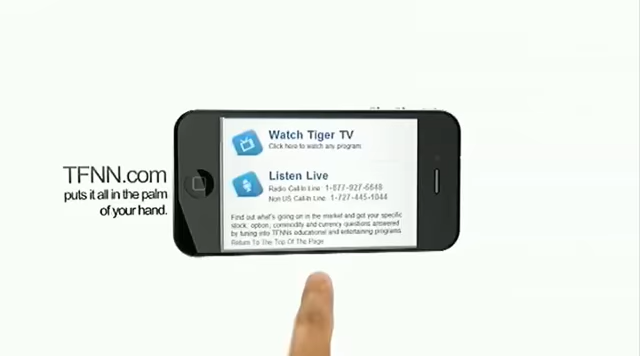 TFNN.com
puts it all in the palm
of your hand.
Watch Tiger TV
Click here to watch any program
Listen Live
Radio Call-In Line 1-877-927-6648
Non US Call-in Line 1-727-445-1044
Find out what's going on in the market and get your specific
stock, option, commodity and currency questions answered
by tuning into TFNNs educational and entertaining programs
Return To The Top Of The Page